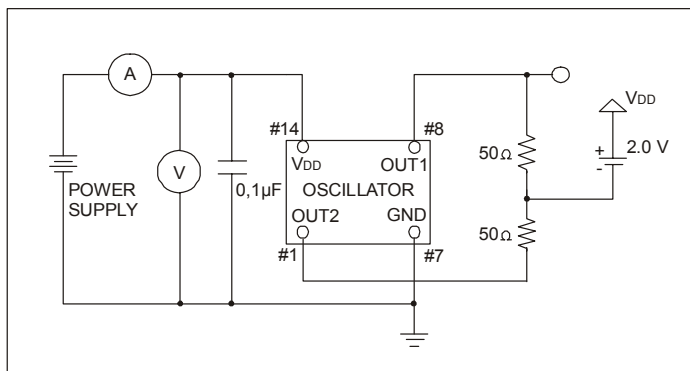 A
V
POWER
SUPPLY
0,1µF
#14
#8
VDD
OUT1
OSCILLATOR
OUT2
GND
#1
#7
50Ω
50Ω
VDD
+
-
2.0 V